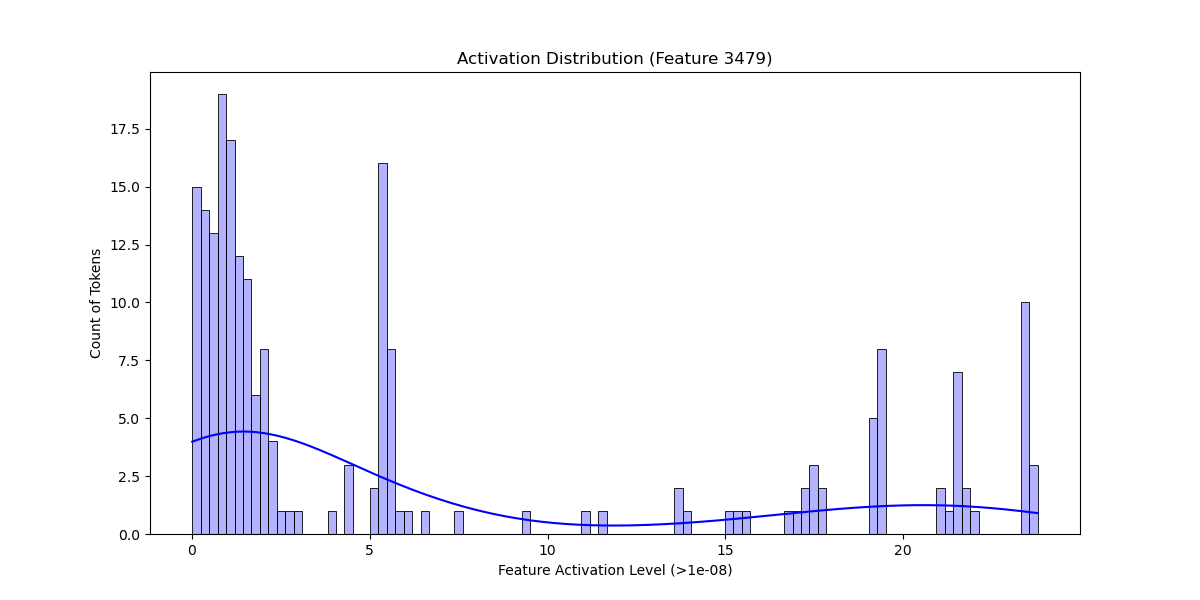 Activation Distribution (Feature 3479)
17.5
15.0
12.5
10.0
7.5
5.0
2.5
0.0
Count of Tokens
0 5 10 15 20
Feature Activation Level (>1e-08)